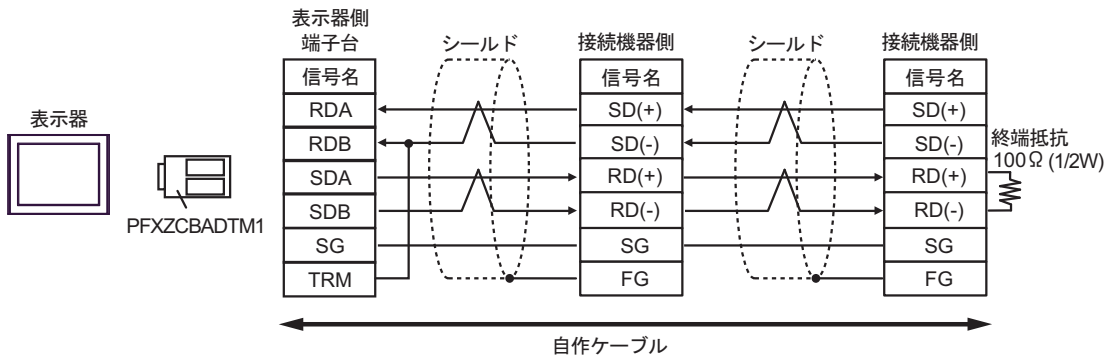 表示器
PFXZCBADTM1
表示器側
端子台
信号名
RDA
RDB
SDA
SDB
SG
TRM
シールド
接続機器側
信号名
SD(+)
SD(-)
RD(+)
RD(-)
SG
FG
シールド
接続機器側
信号名
SD(+)
SD(-)
RD(+)
RD(-)
SG
FG
終端抵抗
100Ω (1/2W)
自作ケーブル